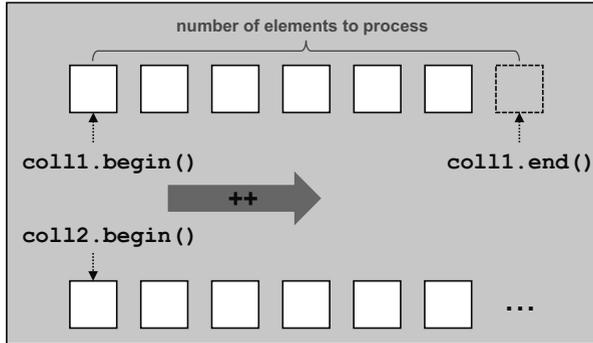 number of elements to process
coll1.begin()
coll1.end()
++
coll2.begin()
...